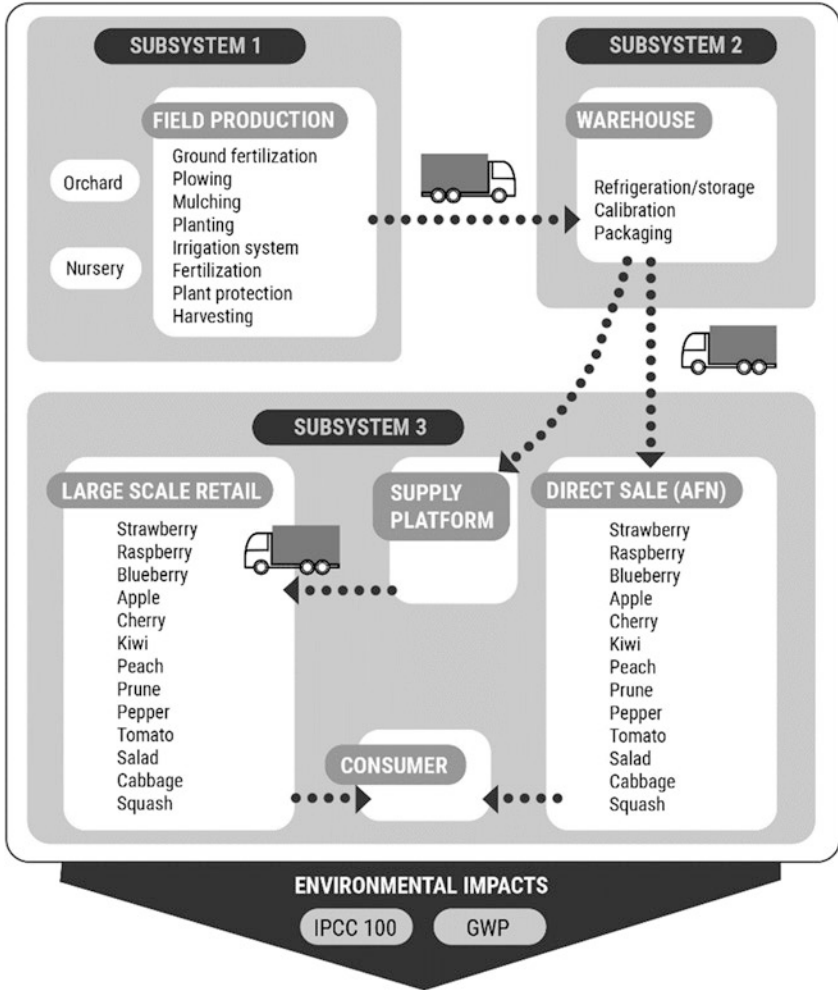 SUBSYSTEM 1
FIELD PRODUCTION
Orchard
Nursery
Ground fertilization
Plowing
Mulching
Planting
Irrigation system
Fertilization
Plant protection
Harvesting
SUBSYSTEM 2
WAREHOUSE
Refrigeration/storage
Calibration
Packaging
SUBSYSTEM 3
LARGE SCALE RETAIL
Strawberry
Raspberry
Blueberry
Apple
Cherry
Kiwi
Peach
Prune
Pepper
Tomato
Salad
Cabbage
Squash
SUPPLY
PLATFORM
CONSUMER
DIRECT SALE (AFN)
Strawberry
Raspberry
Blueberry
Apple
Cherry
Kiwi
Peach
Prune
Pepper
Tomato
Salad
Cabbage
Squash
ENVIRONMENTAL IMPACTS
IPCC 100
GWP